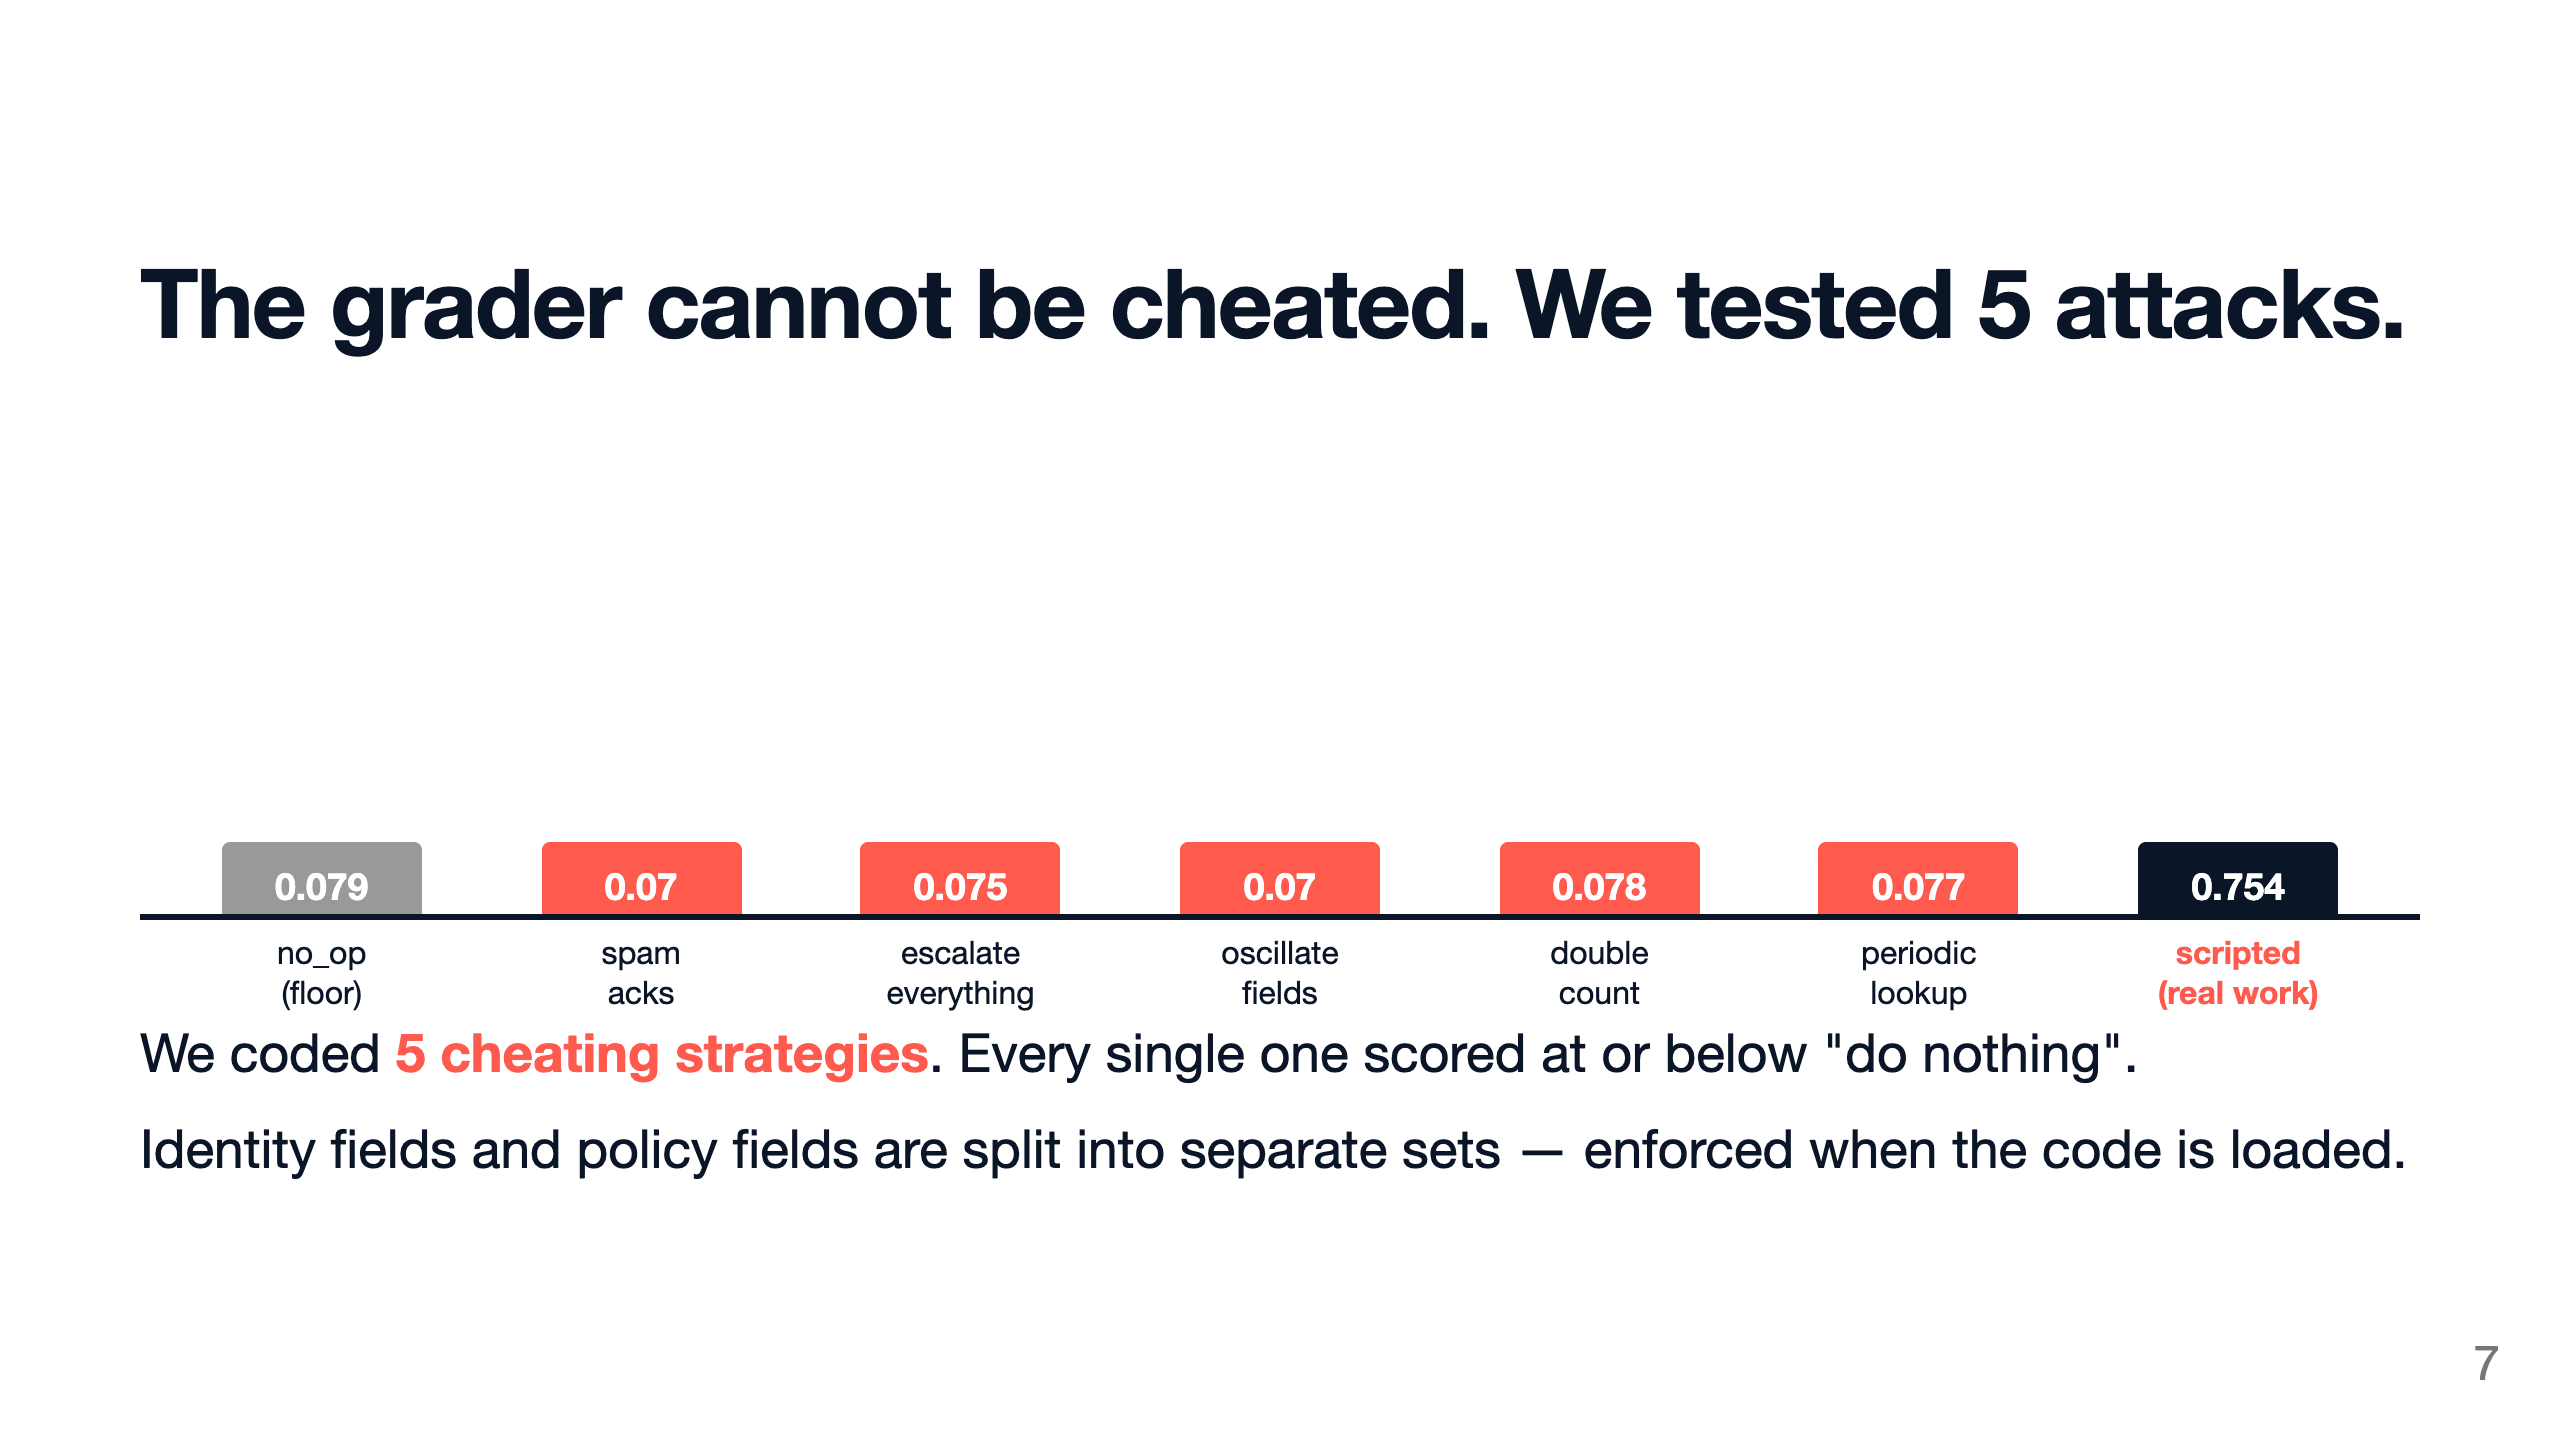 The grader cannot be cheated. We tested 5 attacks.
0.079 0.07 0.075 0.07 0.078 0.077 0.754
no_op spam escalate oscillate double periodic scripted
(floor) acks everything fields count lookup (real work)
We coded 5 cheating strategies. Every single one scored at or below "do nothing".
Identity fields and policy fields are split into separate sets — enforced when the code is loaded.
7